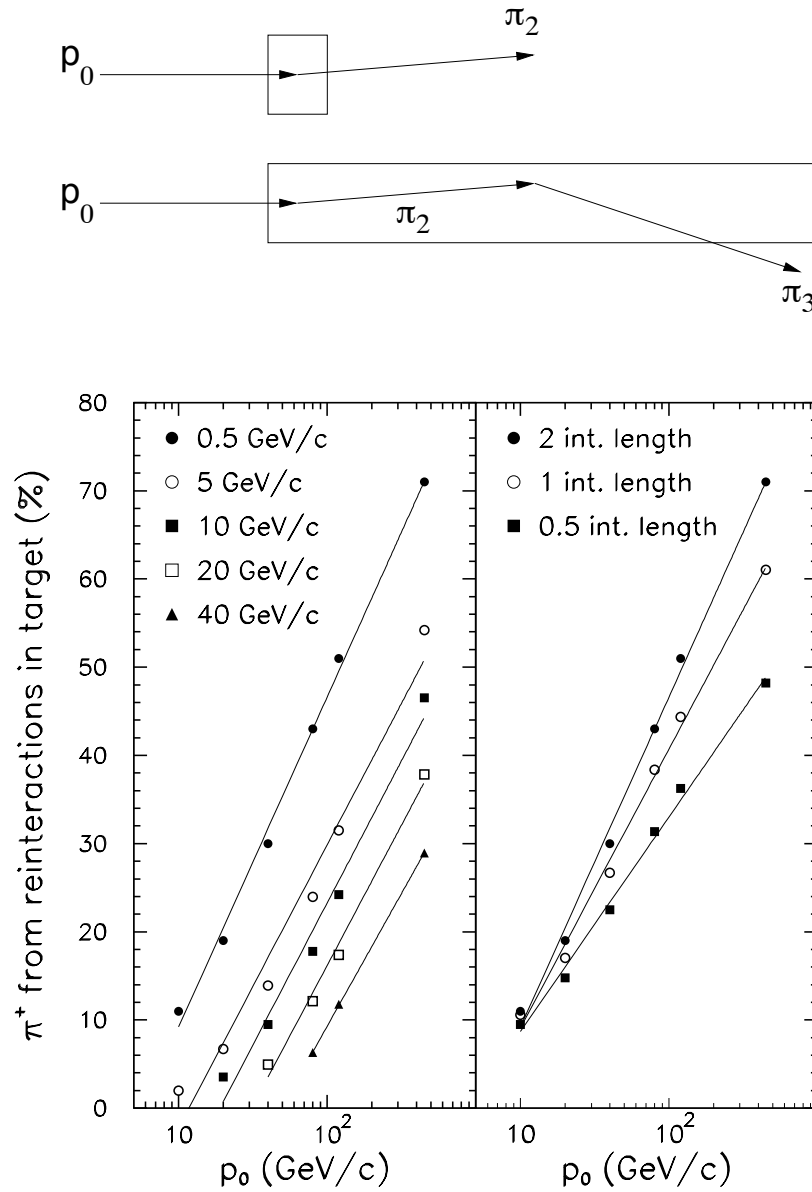 π₂
p₀
p₀
π₂
π₃
π⁺ from reinteractions in target (%)
80
70
60
50
40
30
20
10
0
0.5 GeV/c
5 GeV/c
10 GeV/c
20 GeV/c
40 GeV/c
10
10²
p₀ (GeV/c)
2 int. length
1 int. length
0.5 int. length
10
10²
p₀ (GeV/c)